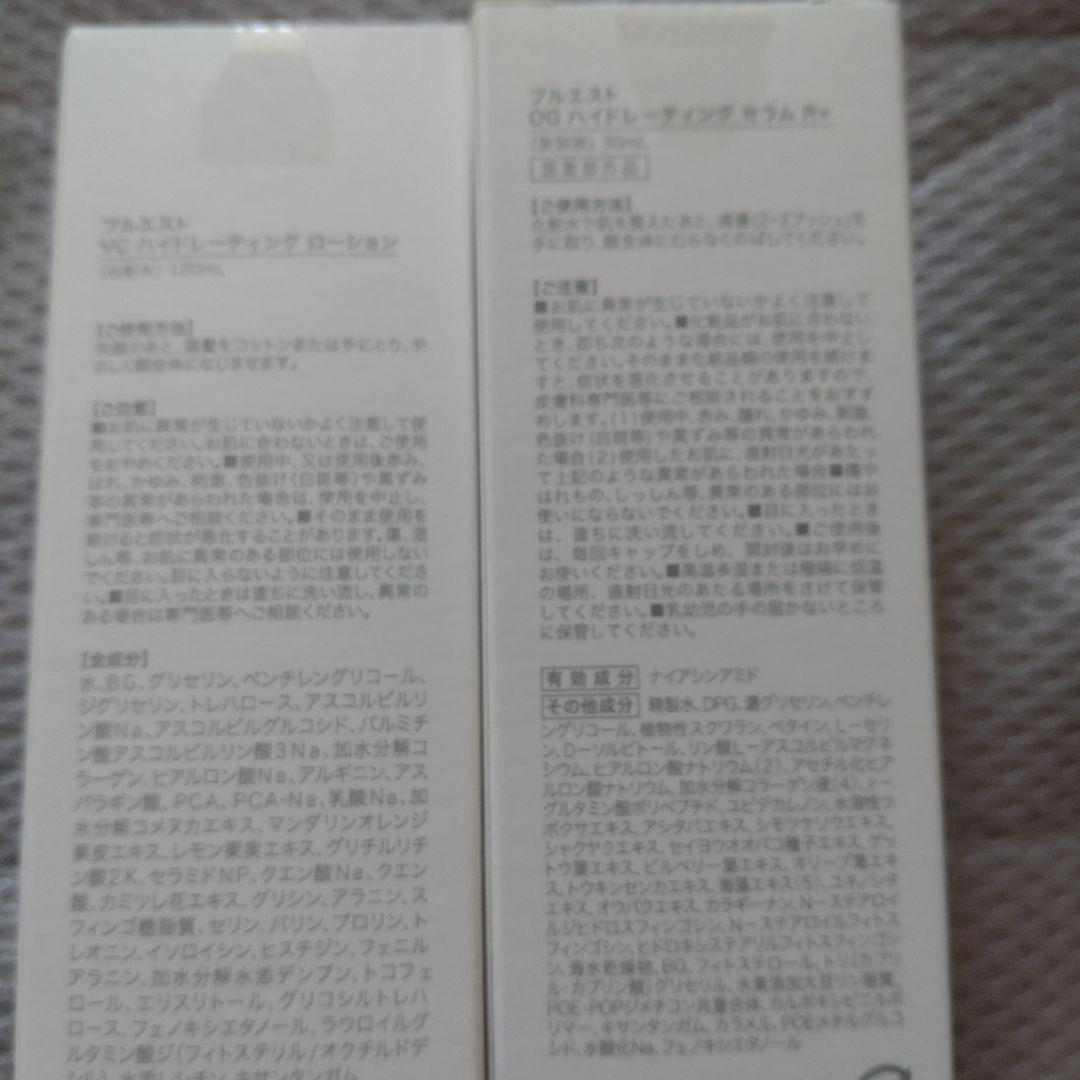 プルエスト
VC ハイドレーティング ローション
(化粧水) 120mL
【ご使用方法】
洗顔のあと、適量をコットンまたは手にとり、や
さしく顔全体になじませます。
【ご注意】
■お肌に異常が生じていないかよく注意して使
用してください。お肌に合わないときは、ご使用
をおやめください。■使用中、又は使用後赤み、
はれ、かゆみ、刺激、色抜け(白斑等)や黒ずみ
等の異常があらわれた場合は、使用を中止し、
専門医等へご相談ください。■そのまま使用を
続けると症状が悪化することがあります。傷、湿
しん等、お肌に異常のある部位には使用しない
でください。目に入らないように注意してくださ
い。■目に入ったときは直ちに洗い流し、異常の
ある場合は専門医等へご相談ください。
【全成分】
水、BG、グリセリン、ペンチレングリコール、
ジグリセリン、トレハロース、アスコルビルリ
ン酸Na、アスコルビルグルコシド、パルミチ
ン酸アスコルビルリン酸3Na、加水分解コ
ラーゲン、ヒアルロン酸Na、アルギニン、アス
パラギン酸、PCA、PCA-Na、乳酸Na、加
水分解コメヌカエキス、マンダリンオレンジ
果皮エキス、レモン果実エキス、グリチルリチ
ン酸2K、セラミドNP、クエン酸Na、クエン
酸、カミツレ花エキス、グリシン、アラニン、ス
フィンゴ糖脂質、セリン、バリン、プロリン、ト
レオニン、イソロイシン、ヒスチジン、フェニル
アラニン、加水分解水添デンプン、トコフェ
ロール、エリスリトール、グリコシルトレハ
ロース、フェノキシエタノール、ラウロイルグ
ルタミン酸ジ(フィトステリル/オクチルドデ
シル)、水添レシチン、キサンタンガム
プルエスト
OG ハイドレーティング セラム R+
(美容液) 30mL
医薬部外品
【ご使用方法】
化粧水で肌を整えたあと、適量(2-3プッシュ)を
手に取り、顔全体にむらなくのばしてください。
【ご注意】
■お肌に異常が生じていないかよく注意して
使用してください。■化粧品がお肌に合わない
とき、即ち次のような場合には、使用を中止し
てください。そのまま化粧品類の使用を続けま
すと、症状を悪化させることがありますので、
皮膚科専門医等にご相談されることをおすす
めします。(1)使用中、赤み、腫れ、かゆみ、刺激、
色抜け(白斑等)や黒ずみ等の異常があらわれ
た場合(2)使用したお肌に、直射日光があたっ
て上記のような異常があらわれた場合■傷や
はれもの、しっしん等、異常のある部位にはお
使いにならないでください。■目に入ったとき
は、直ちに洗い流してください。■ご使用後
は、毎回キャップをしめ、開封後はお早めに
お使いください。■高温多湿または極端に低温
の場所、直射日光のあたる場所をさけて保管
してください。■乳幼児の手の届かないところ
に保管してください。
有効成分 ナイアシンアミド
その他成分 精製水、DPG、濃グリセリン、ペンチレ
ングリコール、植物性スクワラン、ベタイン、L-セリ
ン、D-ソルビトール、リン酸L-アスコルビルマグネ
シウム、ヒアルロン酸ナトリウム(2)、アセチル化ヒア
ルロン酸ナトリウム、加水分解コラーゲン液(4)、γ-
グルタミン酸ポリペプチド、ユビデカレノン、水溶性ツ
ボクサエキス、アシタバエキス、シモツケソウエキス、
シャクヤクエキス、セイヨウオオバコ種子エキス、ゲッ
トウ葉エキス、ビルベリー葉エキス、オリーブ葉エキ
ス、トウキンセンカエキス、海藻エキス(5)、ユキノシタ
エキス、オウバクエキス、カラギーナン、N-ステアロイ
ルジヒドロスフィンゴシン、N-ステアロイルフィトス
フィンゴシン、ヒドロキシステアリルフィトスフィンゴシ
ン、海水乾燥物、BG、フィトステロール、トリ(カプリ
ル・カプリン酸)グリセリル、水素添加大豆リン脂質、
POE・POPジメチコン共重合体、カルボキシビニルポ
リマー、キサンタンガム、カラメル、POEメチルグルコ
シド、水酸化Na、フェノキシエタノール